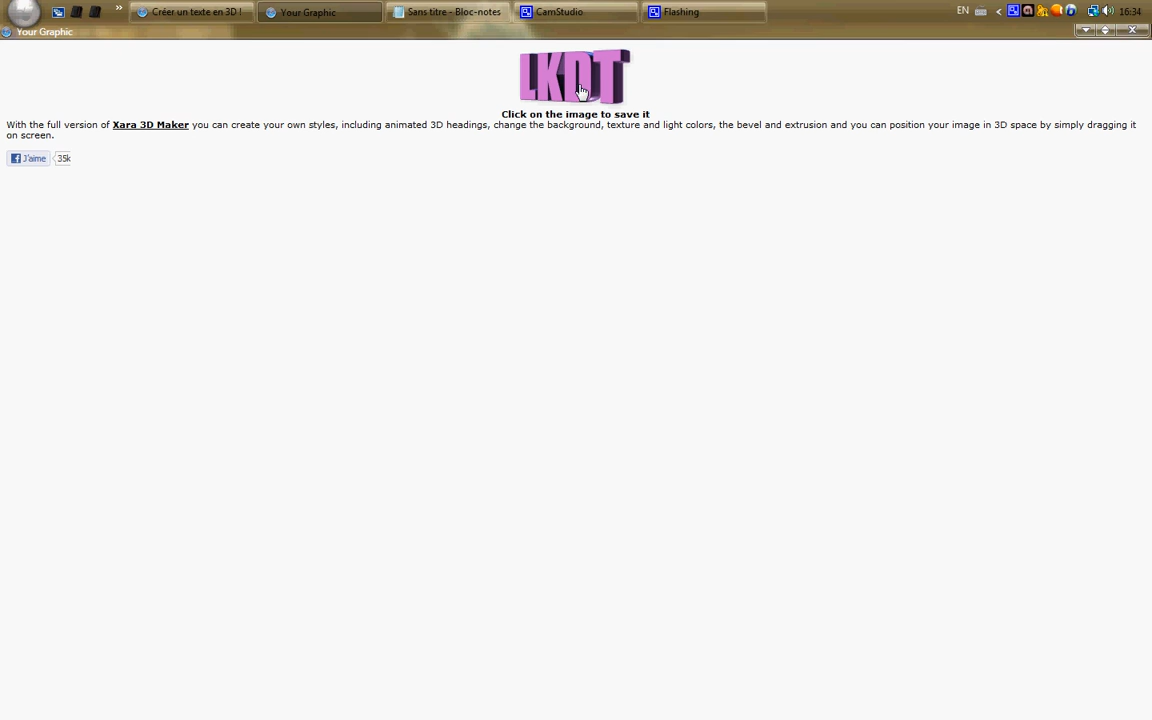 » Créer un texte en 3D ! Your Graphic Sans titre - Bloc-notes CamStudio Flashing EN < 16:34
Your Graphic
LKDT
Click on the image to save it
With the full version of Xara 3D Maker you can create your own styles, including animated 3D headings, change the background, texture and light colors, the bevel and extrusion and you can position your image in 3D space by simply dragging it
on screen.
J'aime 35k